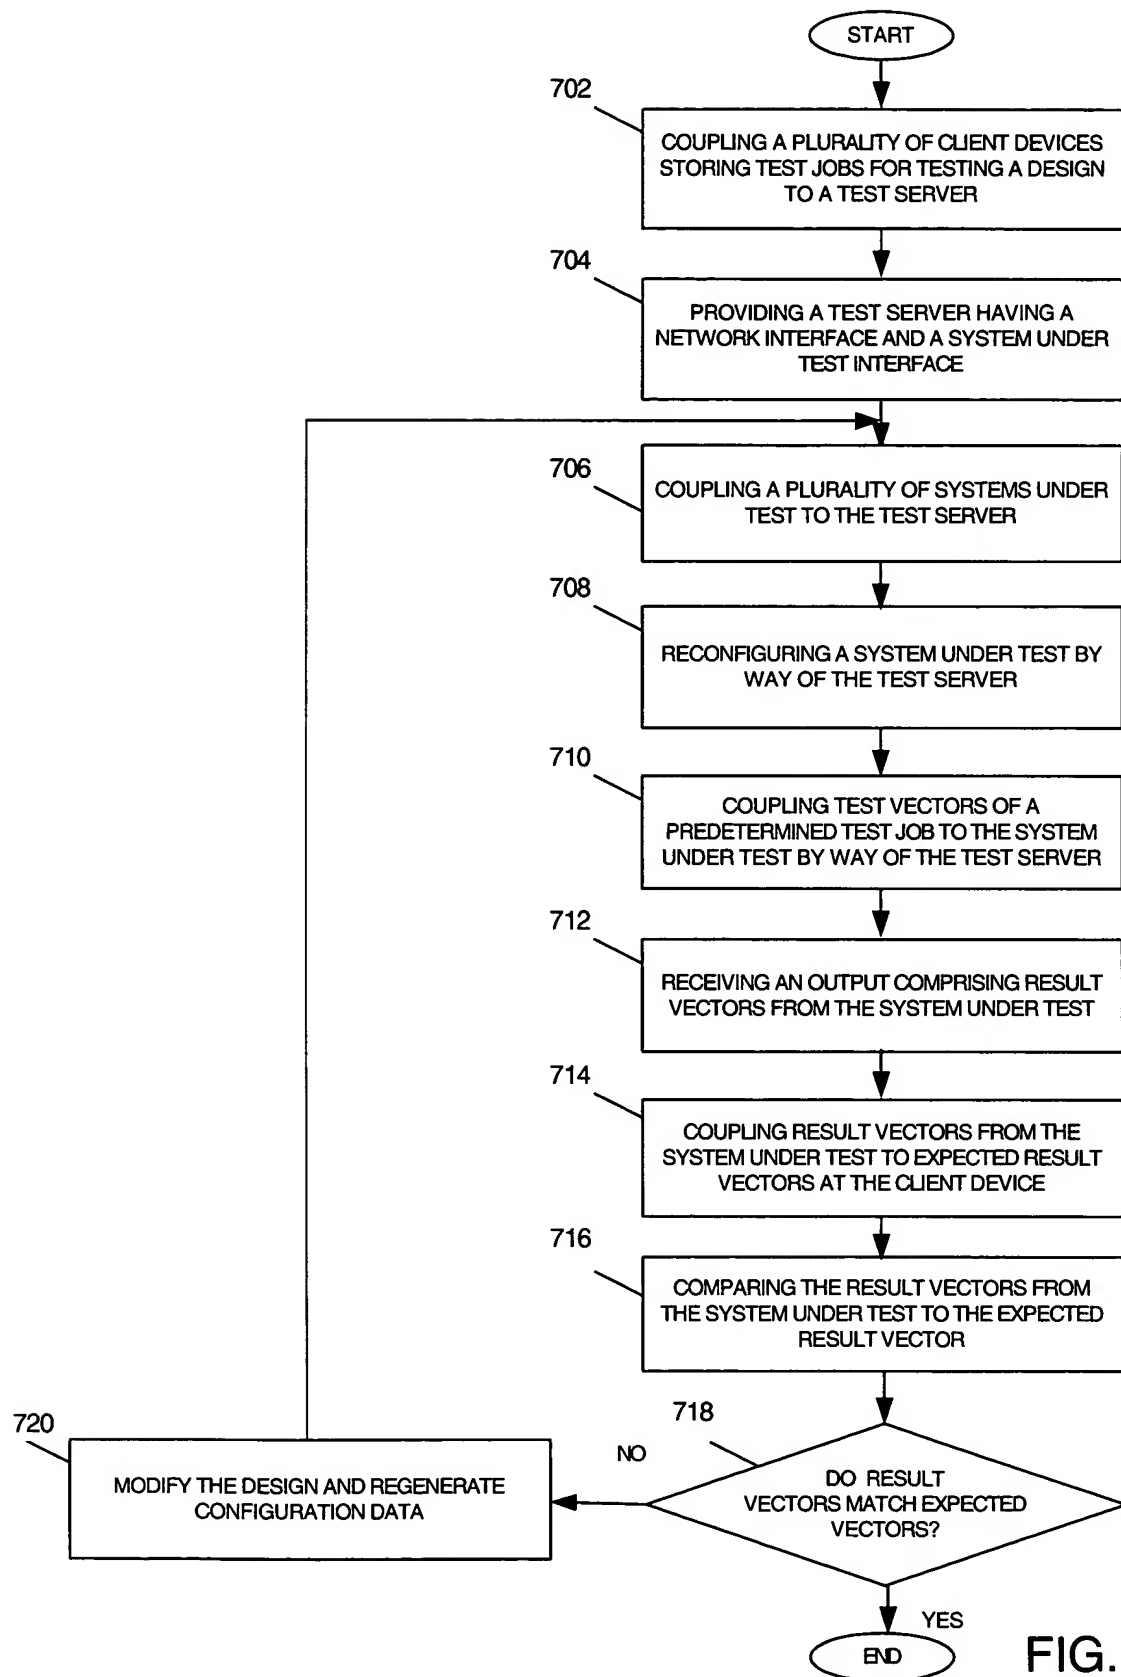 START
702
COUPLING A PLURALITY OF CLIENT DEVICES
STORING TEST JOBS FOR TESTING A DESIGN
TO A TEST SERVER
704
PROVIDING A TEST SERVER HAVING A
NETWORK INTERFACE AND A SYSTEM UNDER
TEST INTERFACE
706
COUPLING A PLURALITY OF SYSTEMS UNDER
TEST TO THE TEST SERVER
708
RECONFIGURING A SYSTEM UNDER TEST BY
WAY OF THE TEST SERVER
710
COUPLING TEST VECTORS OF A
PREDETERMINED TEST JOB TO THE SYSTEM
UNDER TEST BY WAY OF THE TEST SERVER
712
RECEIVING AN OUTPUT COMPRISING RESULT
VECTORS FROM THE SYSTEM UNDER TEST
714
COUPLING RESULT VECTORS FROM THE
SYSTEM UNDER TEST TO EXPECTED RESULT
VECTORS AT THE CLIENT DEVICE
716
COMPARING THE RESULT VECTORS FROM
THE SYSTEM UNDER TEST TO THE EXPECTED
RESULT VECTOR
718
DO RESULT
VECTORS MATCH EXPECTED
VECTORS?
NO
720
MODIFY THE DESIGN AND REGENERATE
CONFIGURATION DATA
YES
END
FIG.